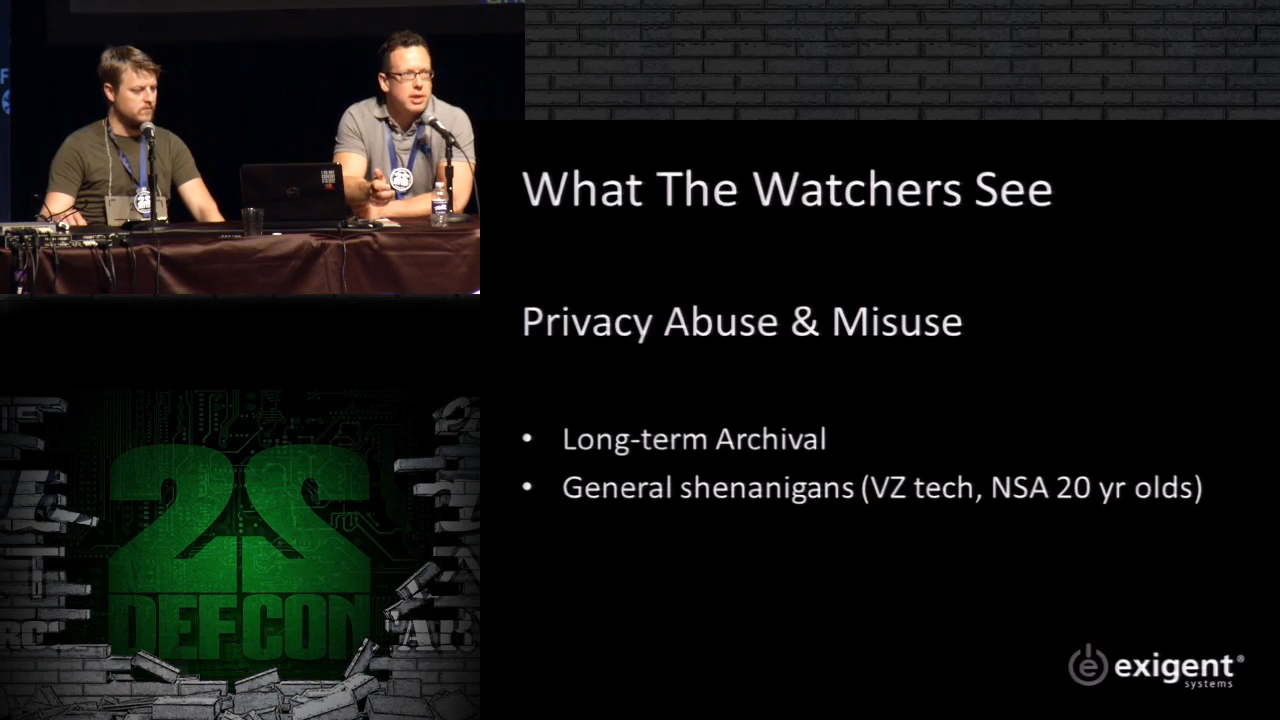 What The Watchers See
Privacy Abuse & Misuse
• Long-term Archival
• General shenanigans (VZ tech, NSA 20 yr olds)
22
DEFCON
exigent®
systems